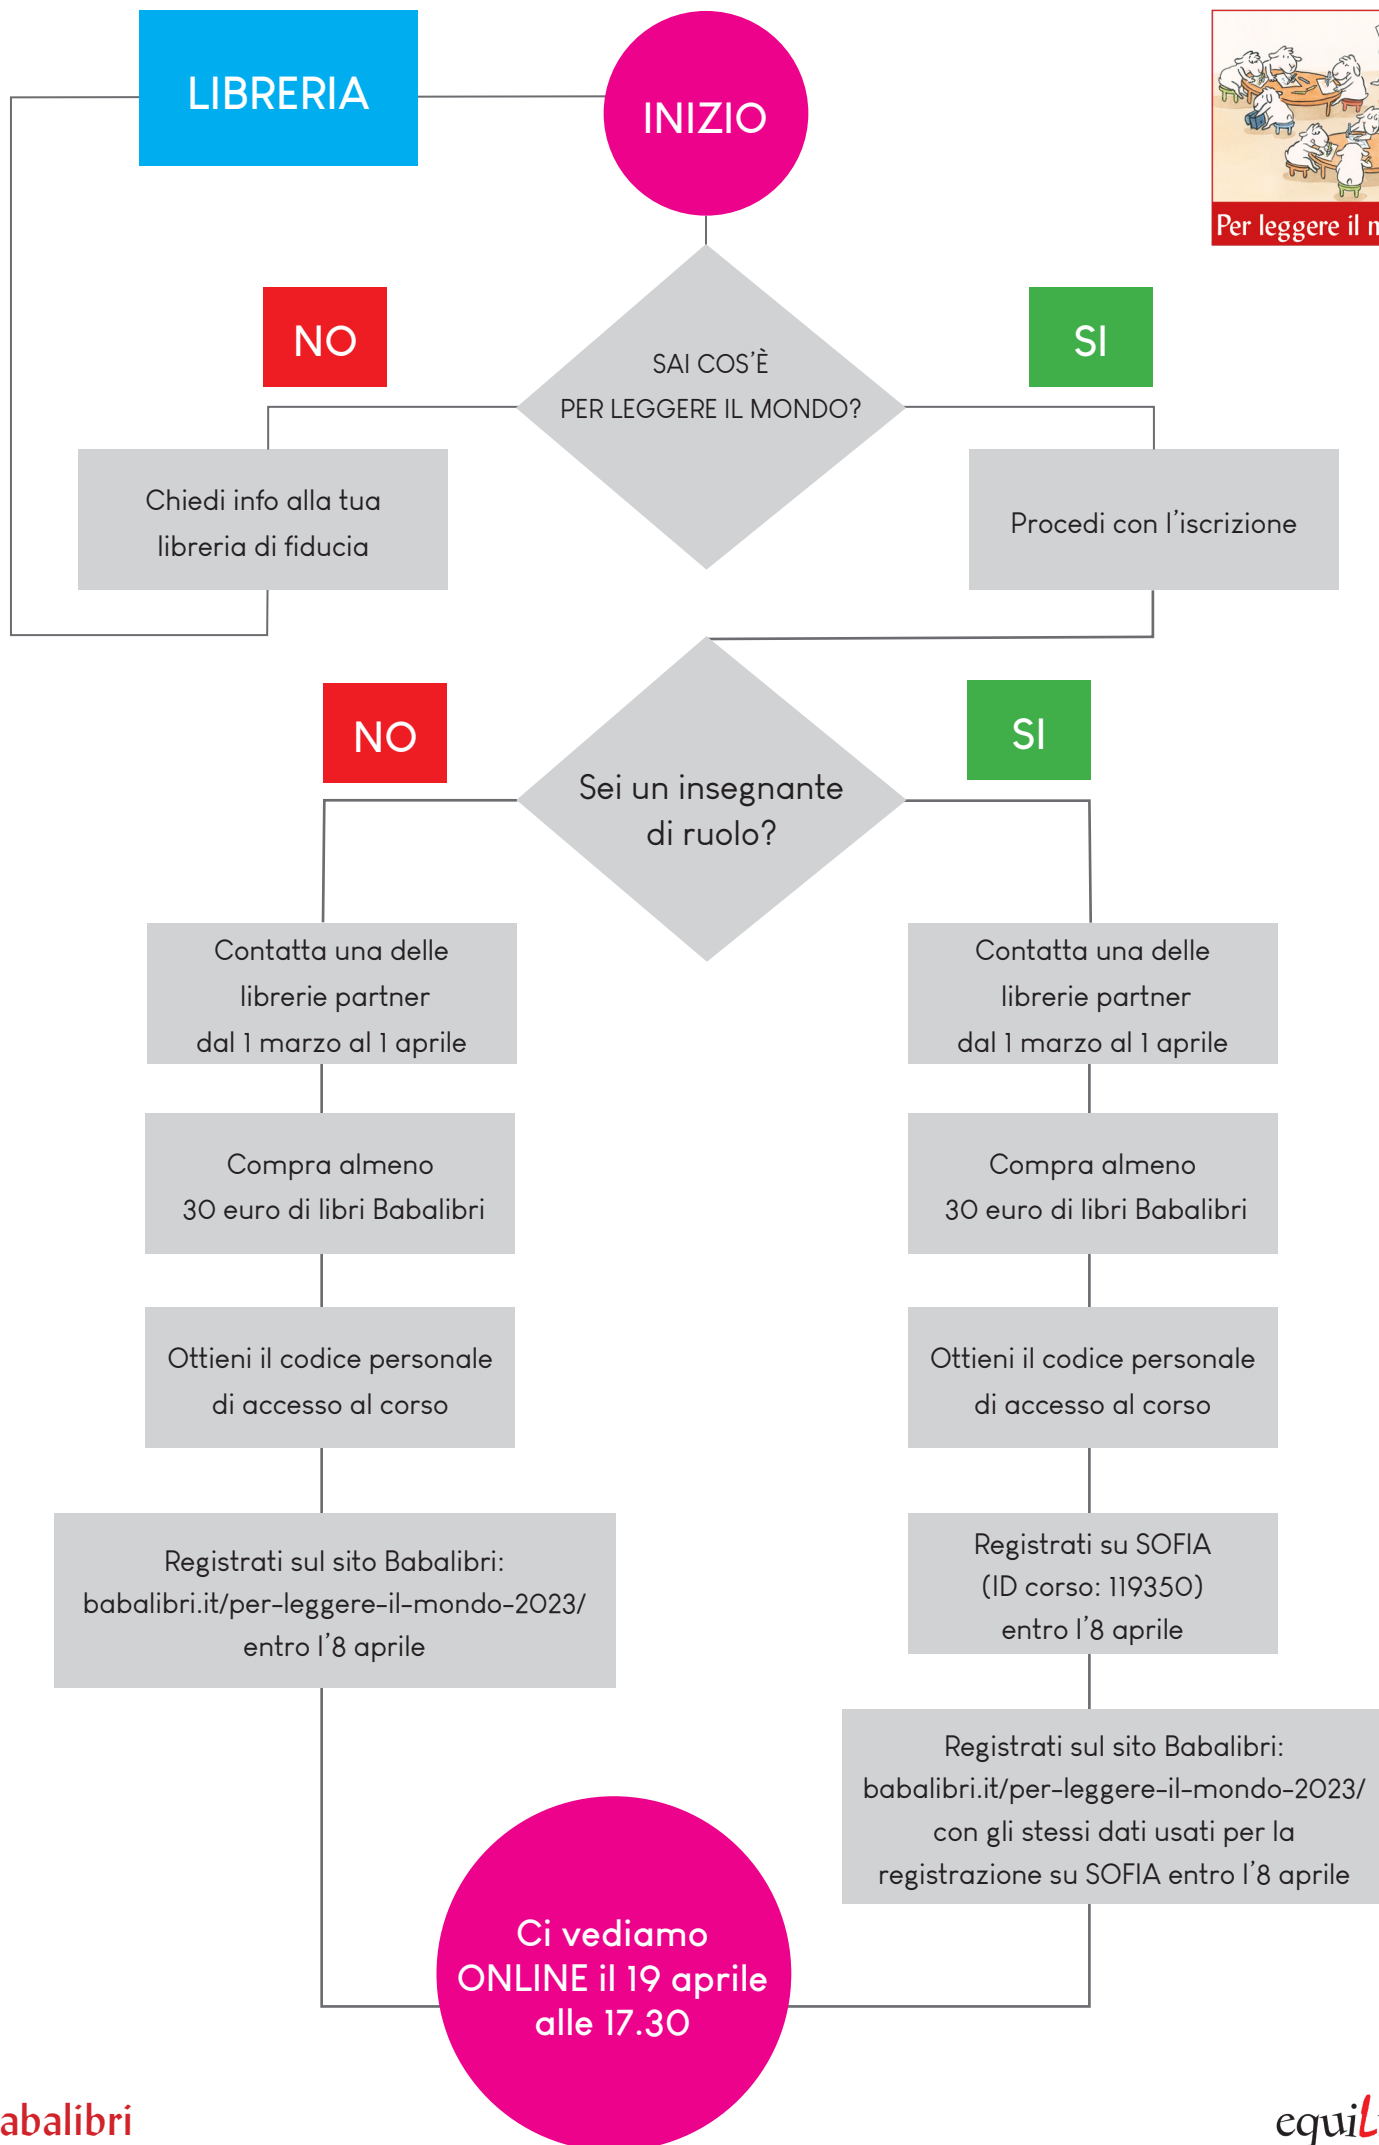 LIBRERIA
INIZIO
Per leggere il
NO
SI
SAI COS'È
PER LEGGERE IL MONDO?
Chiedi info alla tua
libreria di fiducia
Procedi con l'iscrizione
NO
SI
Sei un insegnante
di ruolo?
Contatta una delle
librerie partner
dal 1 marzo al 1 aprile
Compra almeno
30 euro di libri Babalibri
Ottieni il codice personale
di accesso al corso
Registrati sul sito Babalibri:
babalibri.it/per-leggere-il-mondo-2023/
entro l'8 aprile
Contatta una delle
librerie partner
dal 1 marzo al 1 aprile
Compra almeno
30 euro di libri Babalibri
Ottieni il codice personale
di accesso al corso
Registrati su SOFIA
(ID corso: 119350)
entro l'8 aprile
Registrati sul sito Babalibri:
babalibri.it/per-leggere-il-mondo-2023/
con gli stessi dati usati per la
registrazione su SOFIA entro l'8 aprile
Ci vediamo
ONLINE il 19 aprile
alle 17.30
abalibri
equiL